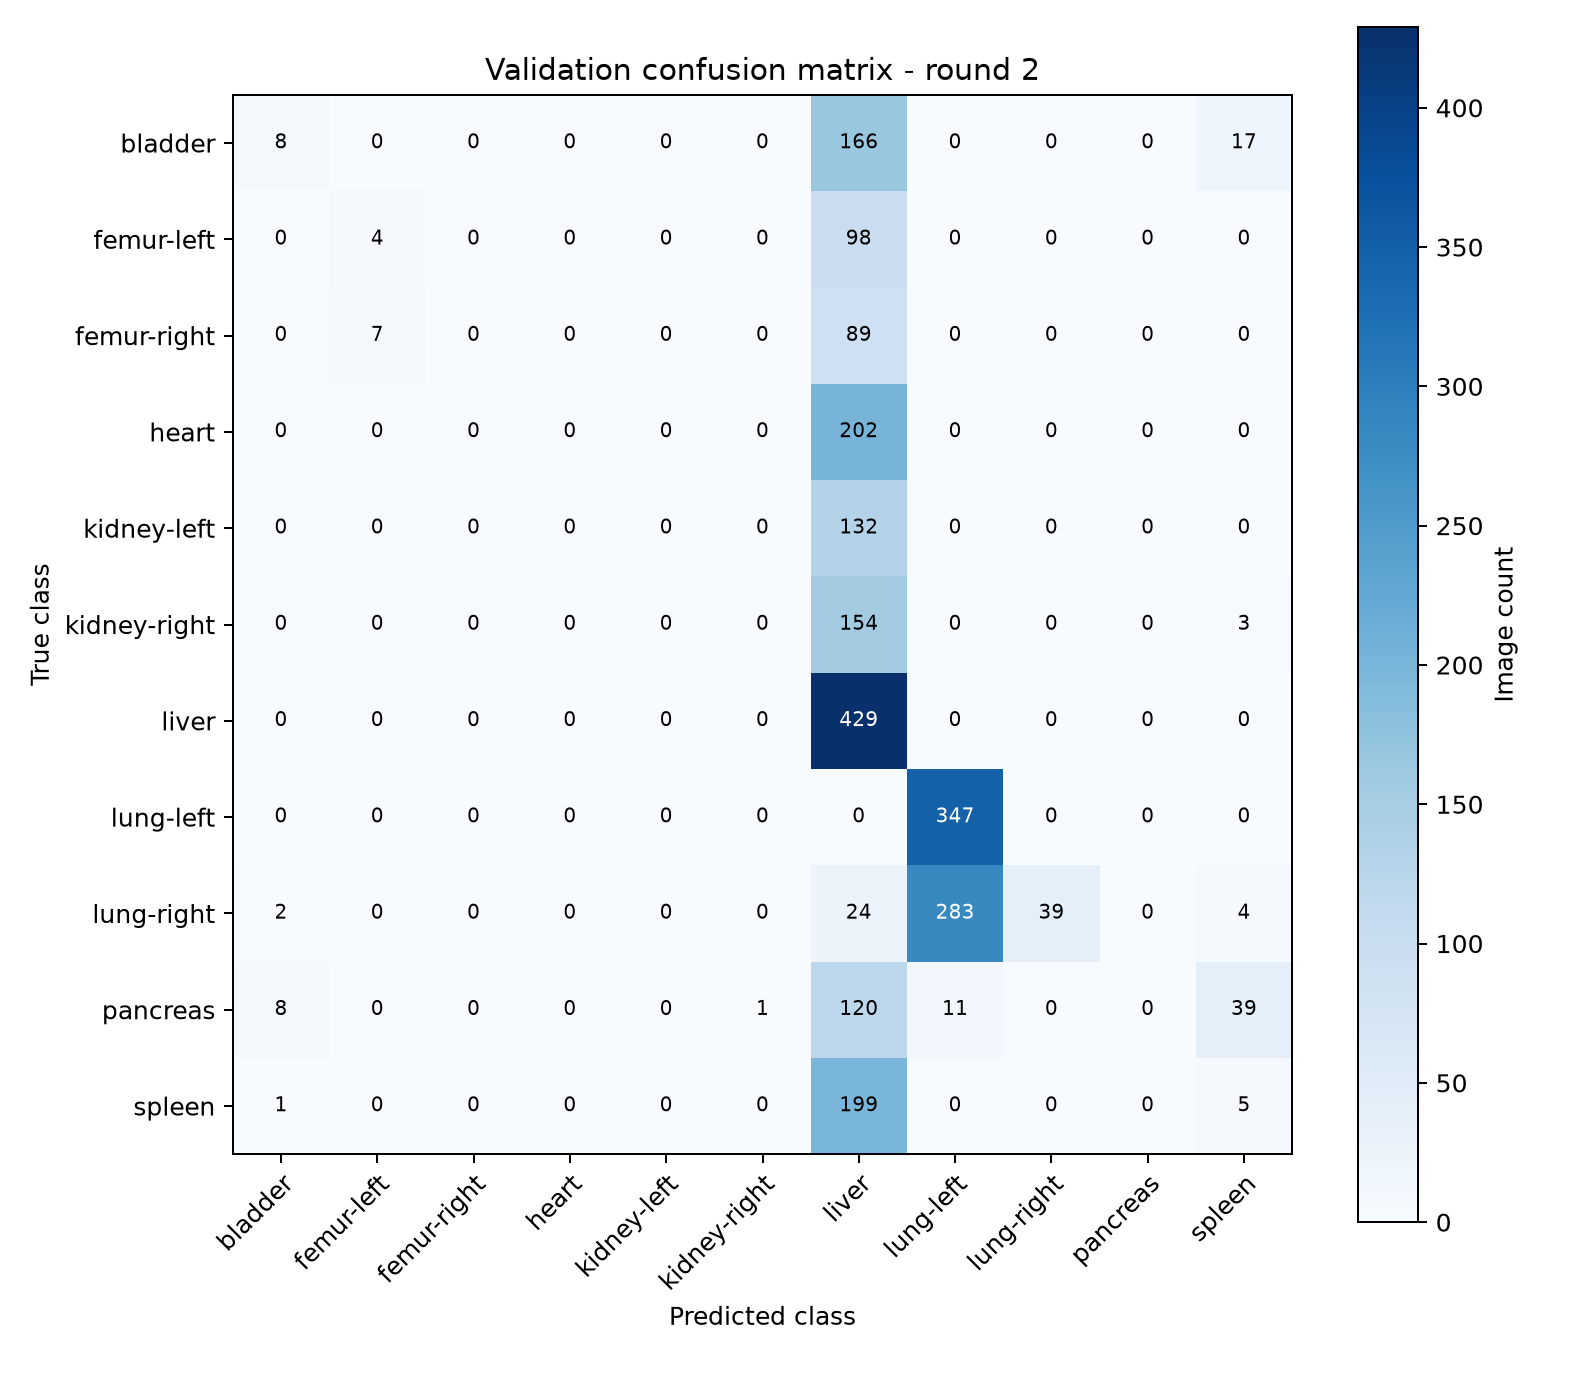 Validation confusion matrix - round 2
bladder 8 0 0 0 0 0 166 0 0 0 17
femur-left 0 4 0 0 0 0 98 0 0 0 0
femur-right 0 7 0 0 0 0 89 0 0 0 0
heart 0 0 0 0 0 0 202 0 0 0 0
kidney-left 0 0 0 0 0 0 132 0 0 0 0
kidney-right 0 0 0 0 0 0 154 0 0 0 3
liver 0 0 0 0 0 0 429 0 0 0 0
lung-left 0 0 0 0 0 0 0 347 0 0 0
lung-right 2 0 0 0 0 0 24 283 39 0 4
pancreas 8 0 0 0 0 1 120 11 0 0 39
spleen 1 0 0 0 0 0 199 0 0 0 5
True class
bladder femur-left femur-right heart kidney-left kidney-right liver lung-left lung-right pancreas spleen
Predicted class
400
350
300
250
200
150
100
50
0
Image count